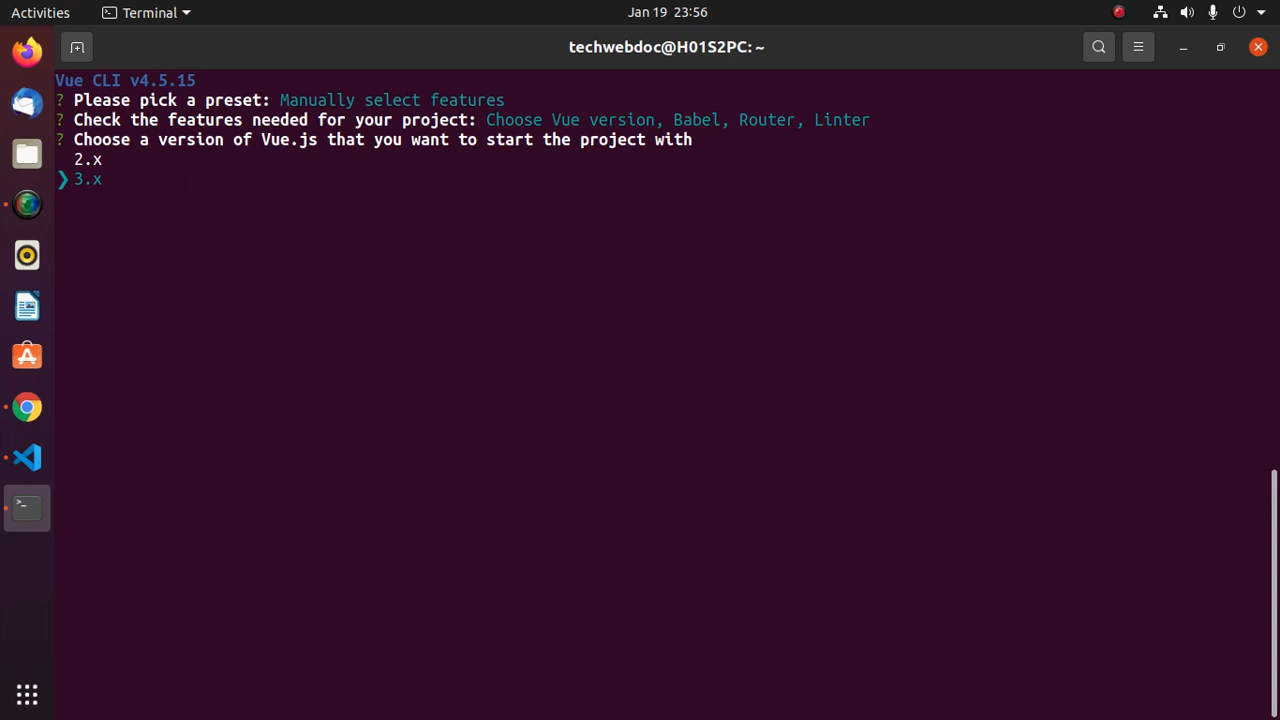 Activities Terminal Jan 19 23:56
techwebdoc@H01S2PC: ~
Vue CLI v4.5.15
? Please pick a preset: Manually select features
? Check the features needed for your project: Choose Vue version, Babel, Router, Linter
? Choose a version of Vue.js that you want to start the project with
2.x
❯ 3.x